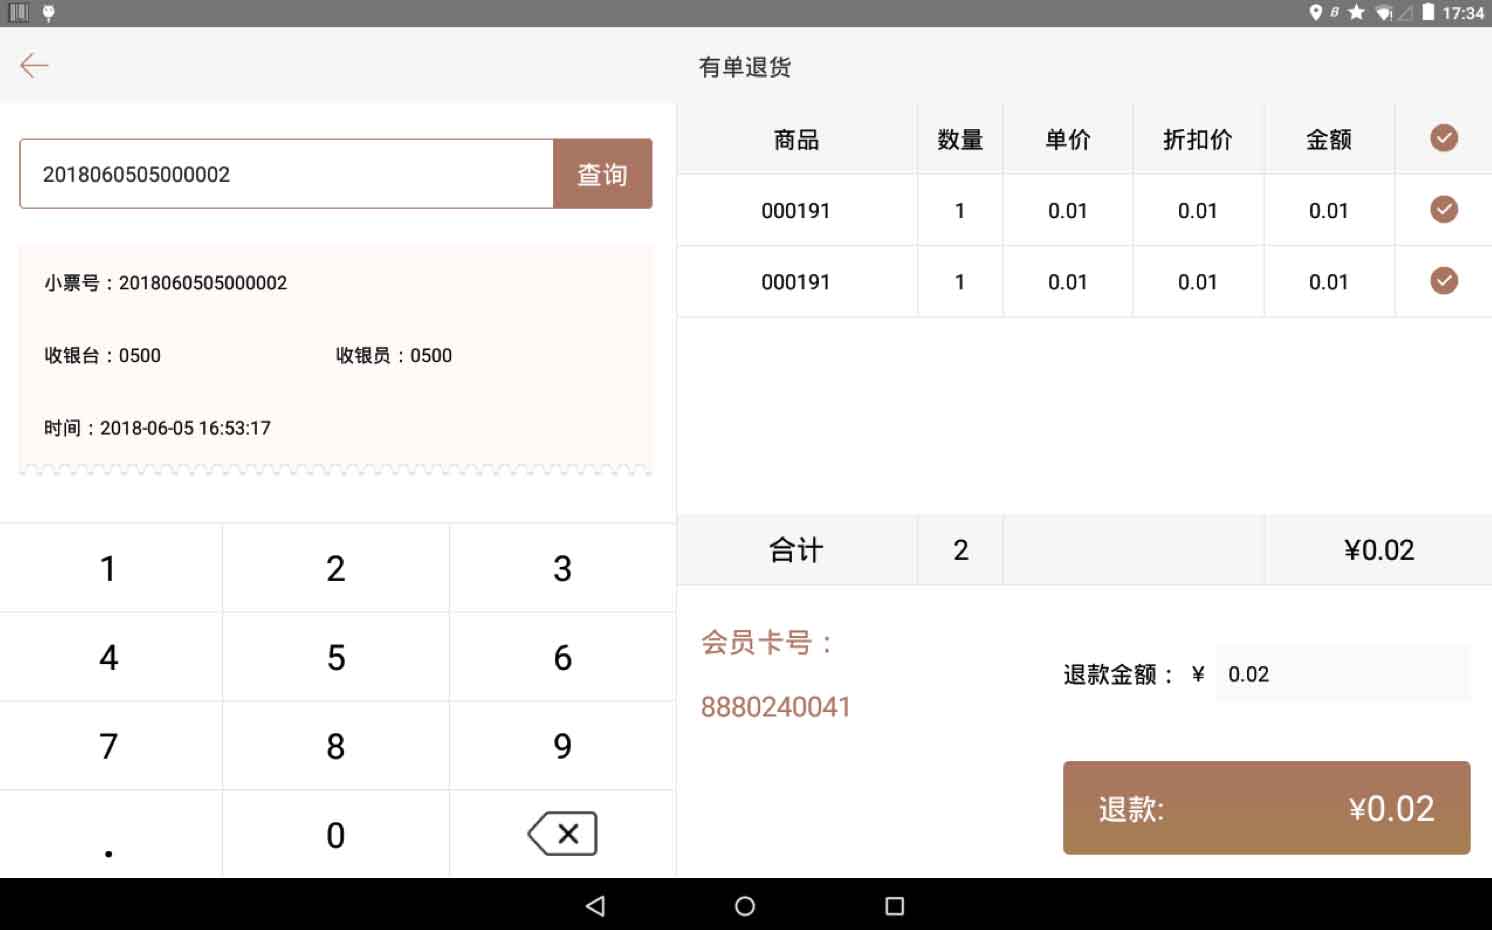 17:34
有单退货
2018060505000002 查询
小票号：2018060505000002
收银台：0500 收银员：0500
时间：2018-06-05 16:53:17
1 2 3
4 5 6
7 8 9
. 0
商品 数量 单价 折扣价 金额
000191 1 0.01 0.01 0.01
000191 1 0.01 0.01 0.01
合计 2 ¥0.02
会员卡号：
8880240041
退款金额：¥ 0.02
退款: ¥0.02